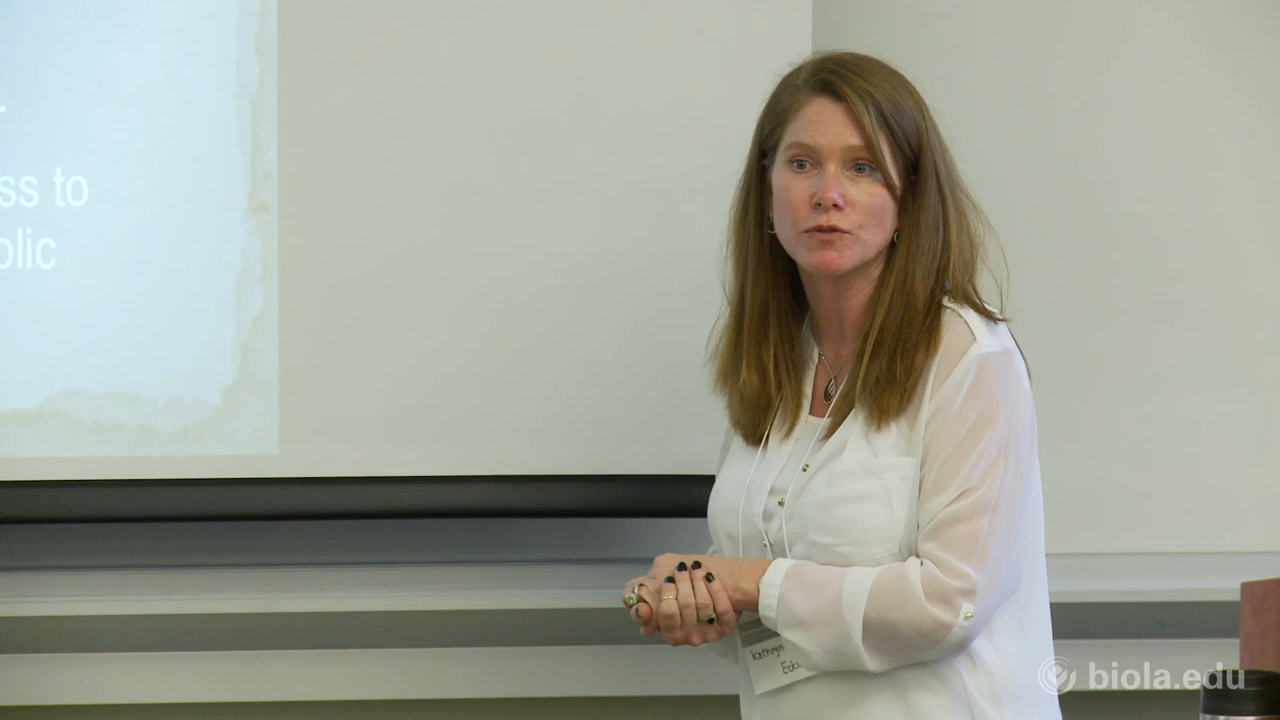 ss to
olic
Kathryn
Eck
biola.edu